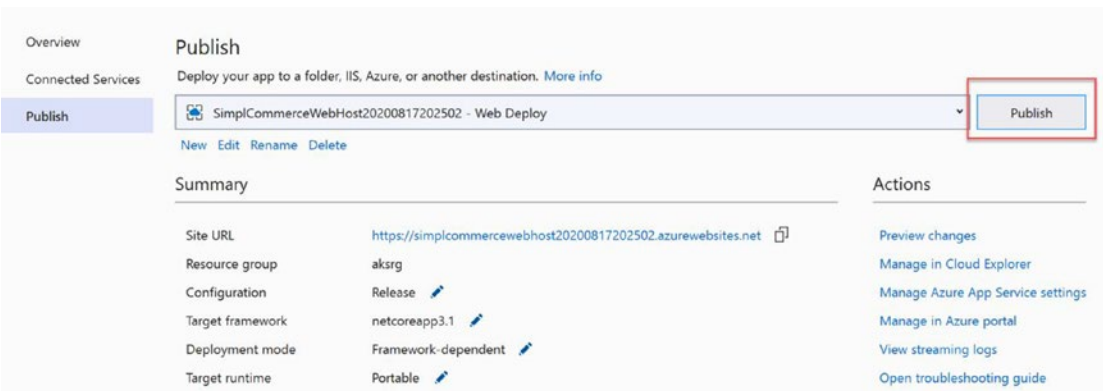 Overview
Connected Services
Publish
Publish
Deploy your app to a folder, IIS, Azure, or another destination. More info
SimplCommerceWebHost20200817202502 - Web Deploy
Publish
New Edit Rename Delete
Summary
Site URL https://simplcommercewebhost20200817202502.azurewebsites.net
Resource group aksrg
Configuration Release
Target framework netcoreapp3.1
Deployment mode Framework-dependent
Target runtime Portable
Actions
Preview changes
Manage in Cloud Explorer
Manage Azure App Service settings
Manage in Azure portal
View streaming logs
Open troubleshooting guide